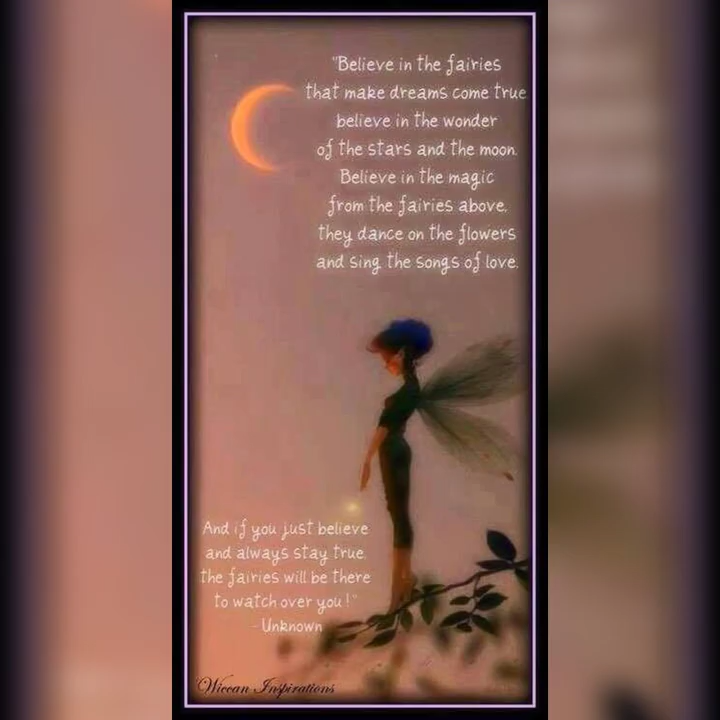 "Believe in the fairies
that make dreams come true
believe in the wonder
of the stars and the moon.
Believe in the magic
from the fairies above.
they dance on the flowers
and sing the songs of love.
And if you just believe
and always stay true.
the fairies will be there
to watch over you!"
- Unknown
Wiccan Inspirations